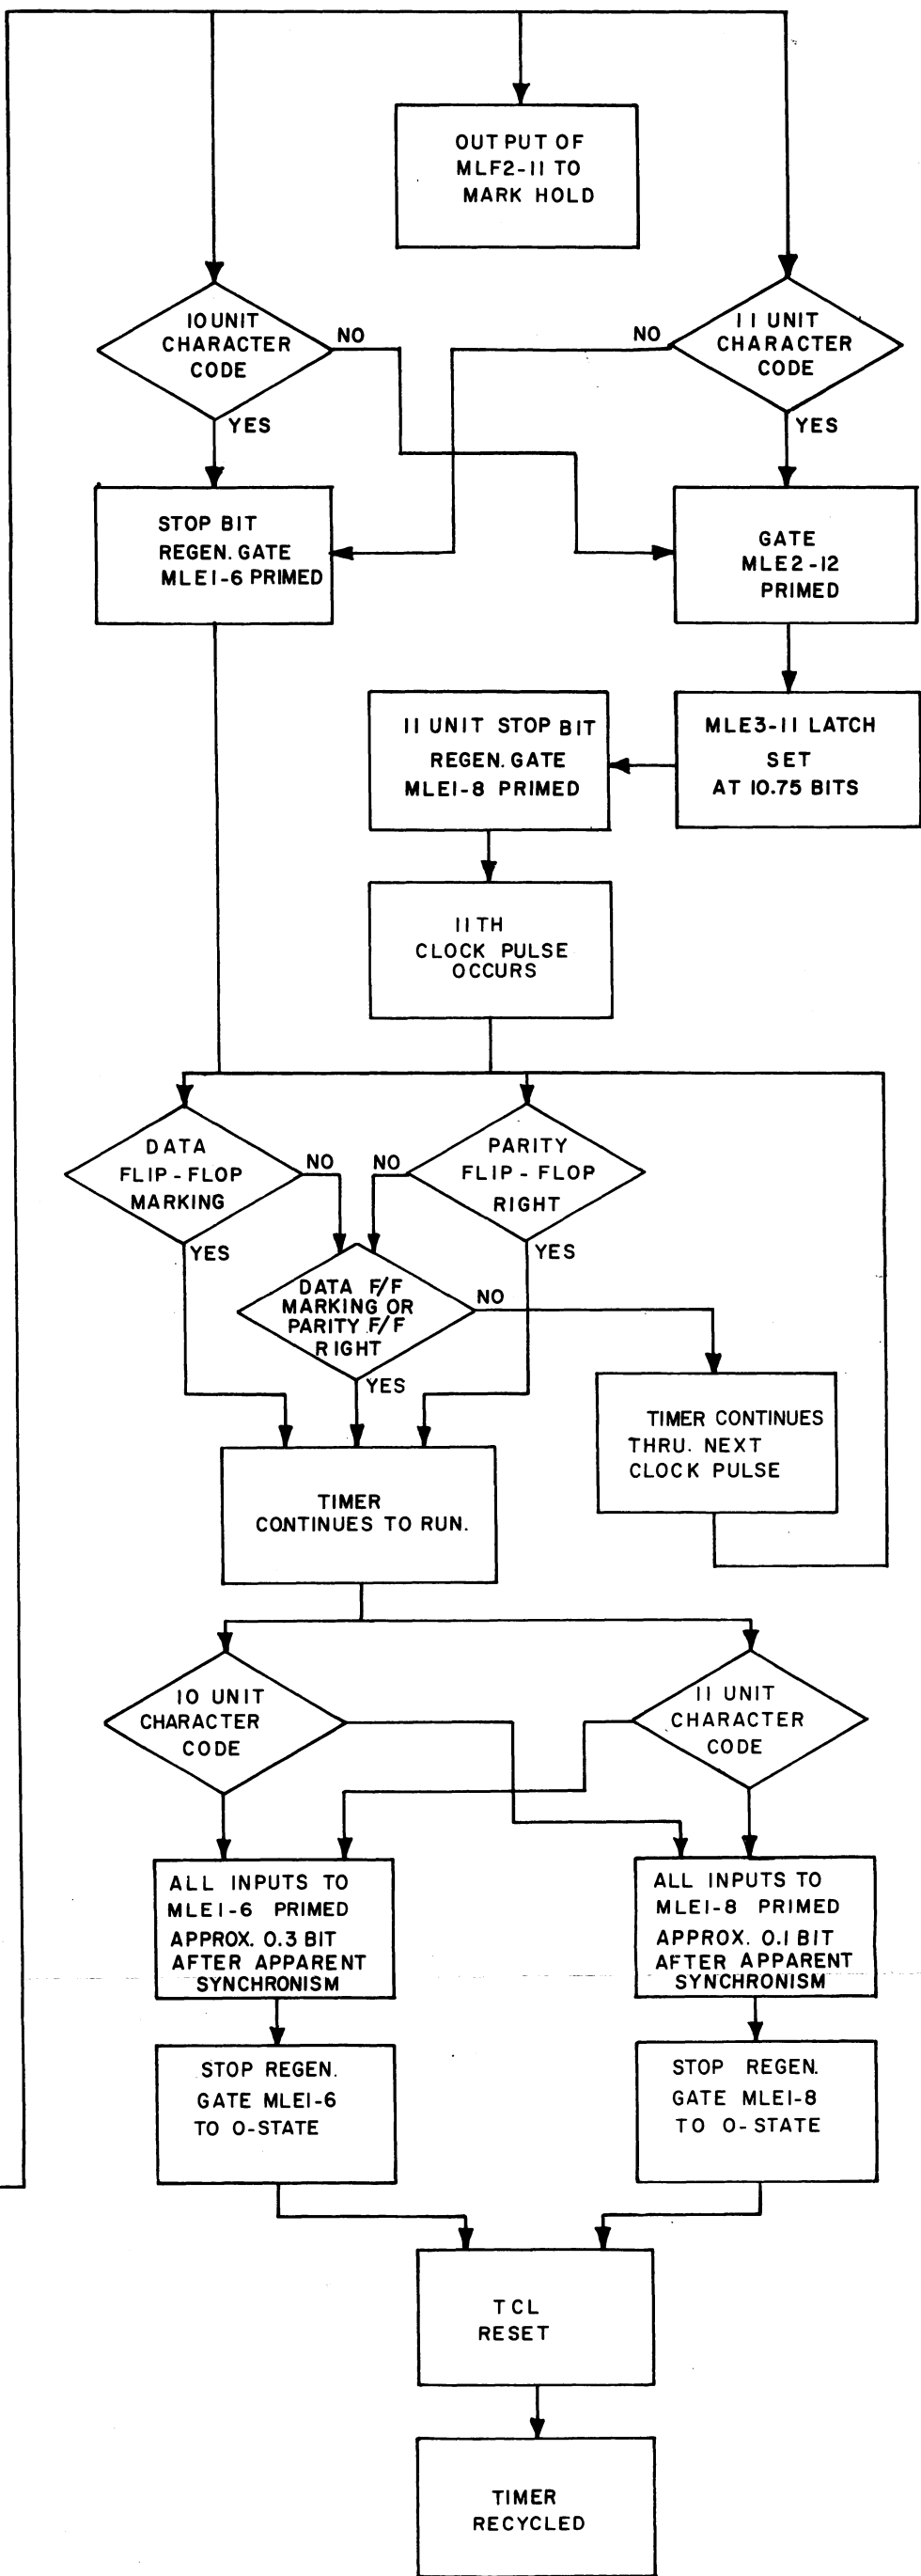 OUTPUT OF
MLF2-11 TO
MARK HOLD
10 UNIT
CHARACTER
CODE
NO
YES
11 UNIT
CHARACTER
CODE
NO
YES
STOP BIT
REGEN. GATE
MLE1-6 PRIMED
GATE
MLE2-12
PRIMED
MLE3-11 LATCH
SET
AT 10.75 BITS
11 UNIT STOP BIT
REGEN. GATE
MLE1-8 PRIMED
11TH
CLOCK PULSE
OCCURS
DATA
FLIP-FLOP
MARKING
NO
YES
PARITY
FLIP-FLOP
RIGHT
NO
YES
DATA F/F
MARKING OR
PARITY F/F
RIGHT
NO
YES
TIMER CONTINUES
THRU. NEXT
CLOCK PULSE
TIMER
CONTINUES TO RUN.
10 UNIT
CHARACTER
CODE
11 UNIT
CHARACTER
CODE
ALL INPUTS TO
MLE1-6 PRIMED
APPROX. 0.3 BIT
AFTER APPARENT
SYNCHRONISM
ALL INPUTS TO
MLE1-8 PRIMED
APPROX. 0.1 BIT
AFTER APPARENT
SYNCHRONISM
STOP REGEN.
GATE MLE1-6
TO 0-STATE
STOP REGEN.
GATE MLE1-8
TO 0-STATE
TCL
RESET
TIMER
RECYCLED